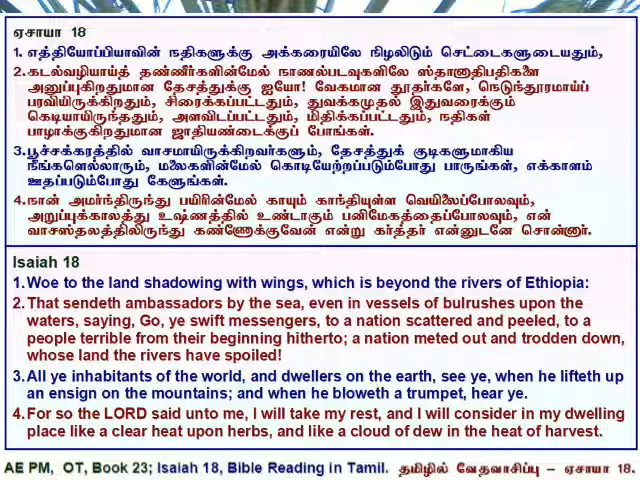 ஏசாயா 18
1. எத்தியோப்பியாவின் நதிகளுக்கு அக்கரையிலே நிழலிடும் செட்டைகளுடையதும்,
2.கடல்வழியாய்த் தண்ணீர்களின்மேல் நாணல்படவுகளிலே ஸ்தானாதிபதிகளை
அனுப்புகிறதுமான தேசத்துக்கு ஐயோ! வேகமான தூதர்களே, நெடுந்தூரமாய்ப்
பரவியிருக்கிறதும், சிரைக்கப்பட்டதும், துவக்கமுதல் இதுவரைக்கும்
கெடியாயிருந்ததும், அளவிடப்பட்டதும், மிதிக்கப்பட்டதும், நதிகள்
பாழாக்குகிறதுமான ஜாதியண்டைக்குப் போங்கள்.
3.பூச்சக்கரத்தில் வாசமாயிருக்கிறவர்களும், தேசத்துக் குடிகளுமாகிய
நீங்களெல்லாரும், மலைகளின்மேல் கொடியேற்றப்படும்போது பாருங்கள், எக்காளம்
ஊதப்படும்போது கேளுங்கள்.
4.நான் அமர்ந்திருந்து பயிரின்மேல் காயும் காந்தியுள்ள வெயிலைப்போலவும்,
அறுப்புக்காலத்து உஷ்ணத்தில் உண்டாகும் பனிமேகத்தைப்போலவும், என்
வாசஸ்தலத்திலிருந்து கண்ணோக்குவேன் என்று கர்த்தர் என்னுடனே சொன்னார்.
Isaiah 18
1.Woe to the land shadowing with wings, which is beyond the rivers of Ethiopia:
2.That sendeth ambassadors by the sea, even in vessels of bulrushes upon the
waters, saying, Go, ye swift messengers, to a nation scattered and peeled, to a
people terrible from their beginning hitherto; a nation meted out and trodden down,
whose land the rivers have spoiled!
3.All ye inhabitants of the world, and dwellers on the earth, see ye, when he lifteth up
an ensign on the mountains; and when he bloweth a trumpet, hear ye.
4.For so the LORD said unto me, I will take my rest, and I will consider in my dwelling
place like a clear heat upon herbs, and like a cloud of dew in the heat of harvest.
AE PM, OT, Book 23; Isaiah 18, Bible Reading in Tamil. தமிழில் வேதவாசிப்பு – ஏசாயா 18.